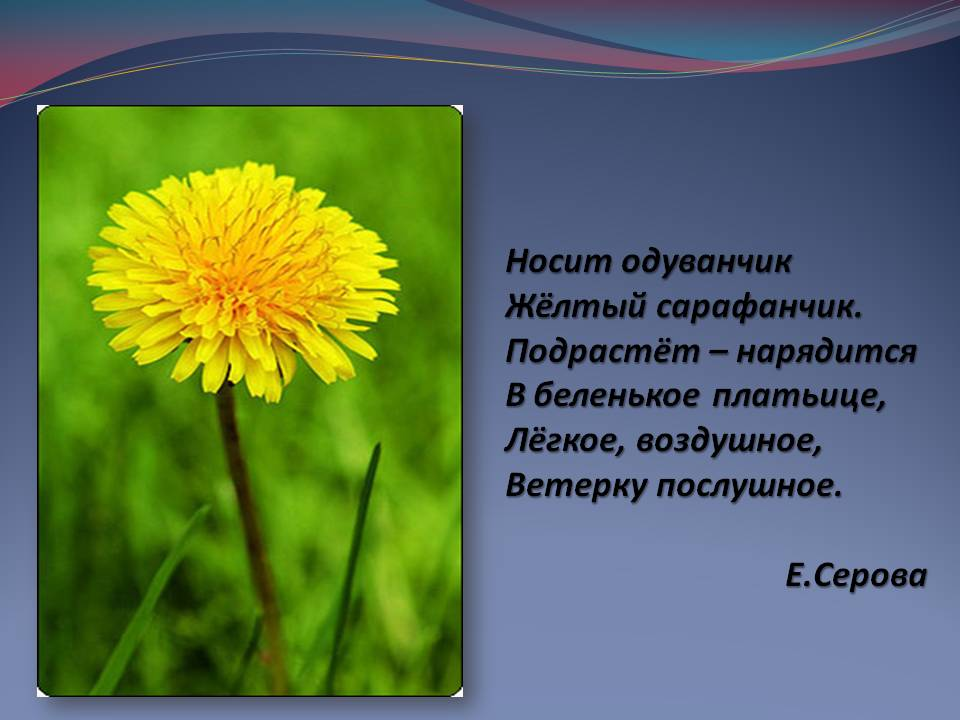 Носит одуванчик
Жёлтый сарафанчик.
Подрастёт – нарядится
В беленькое платьице,
Лёгкое, воздушное,
Ветерку послушное.
Е.Серова